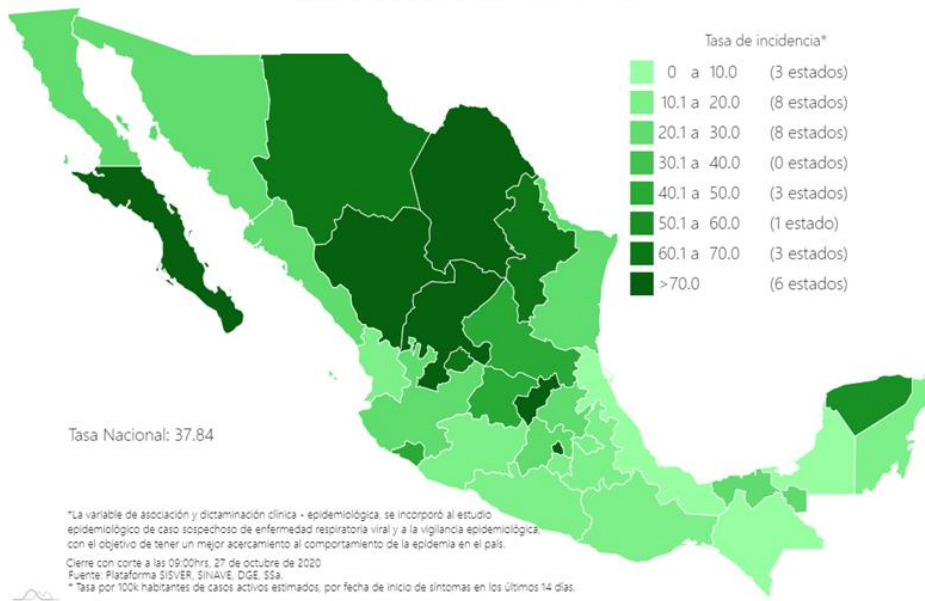 Tasa de incidencia*
0 a 10.0 (3 estados)
10.1 a 20.0 (8 estados)
20.1 a 30.0 (8 estados)
30.1 a 40.0 (0 estados)
40.1 a 50.0 (3 estados)
50.1 a 60.0 (1 estado)
60.1 a 70.0 (3 estados)
>70.0 (6 estados)
Tasa Nacional: 37.84
*La variable de asociación y dictaminación clínica - epidemiológica, se incorporó al estudio
epidemiológico de caso sospechoso de enfermedad respiratoria viral y a la vigilancia epidemiológica,
con el objetivo de tener un mejor acercamiento al comportamiento de la epidemia en el país.
Cierre con corte a las 09:00hrs, 27 de octubre de 2020
Fuente: Plataforma SISVER, SINAVE, DGE, SSa.
* Tasa por 100k habitantes de casos activos estimados, por fecha de inicio de síntomas en los últimos 14 días.